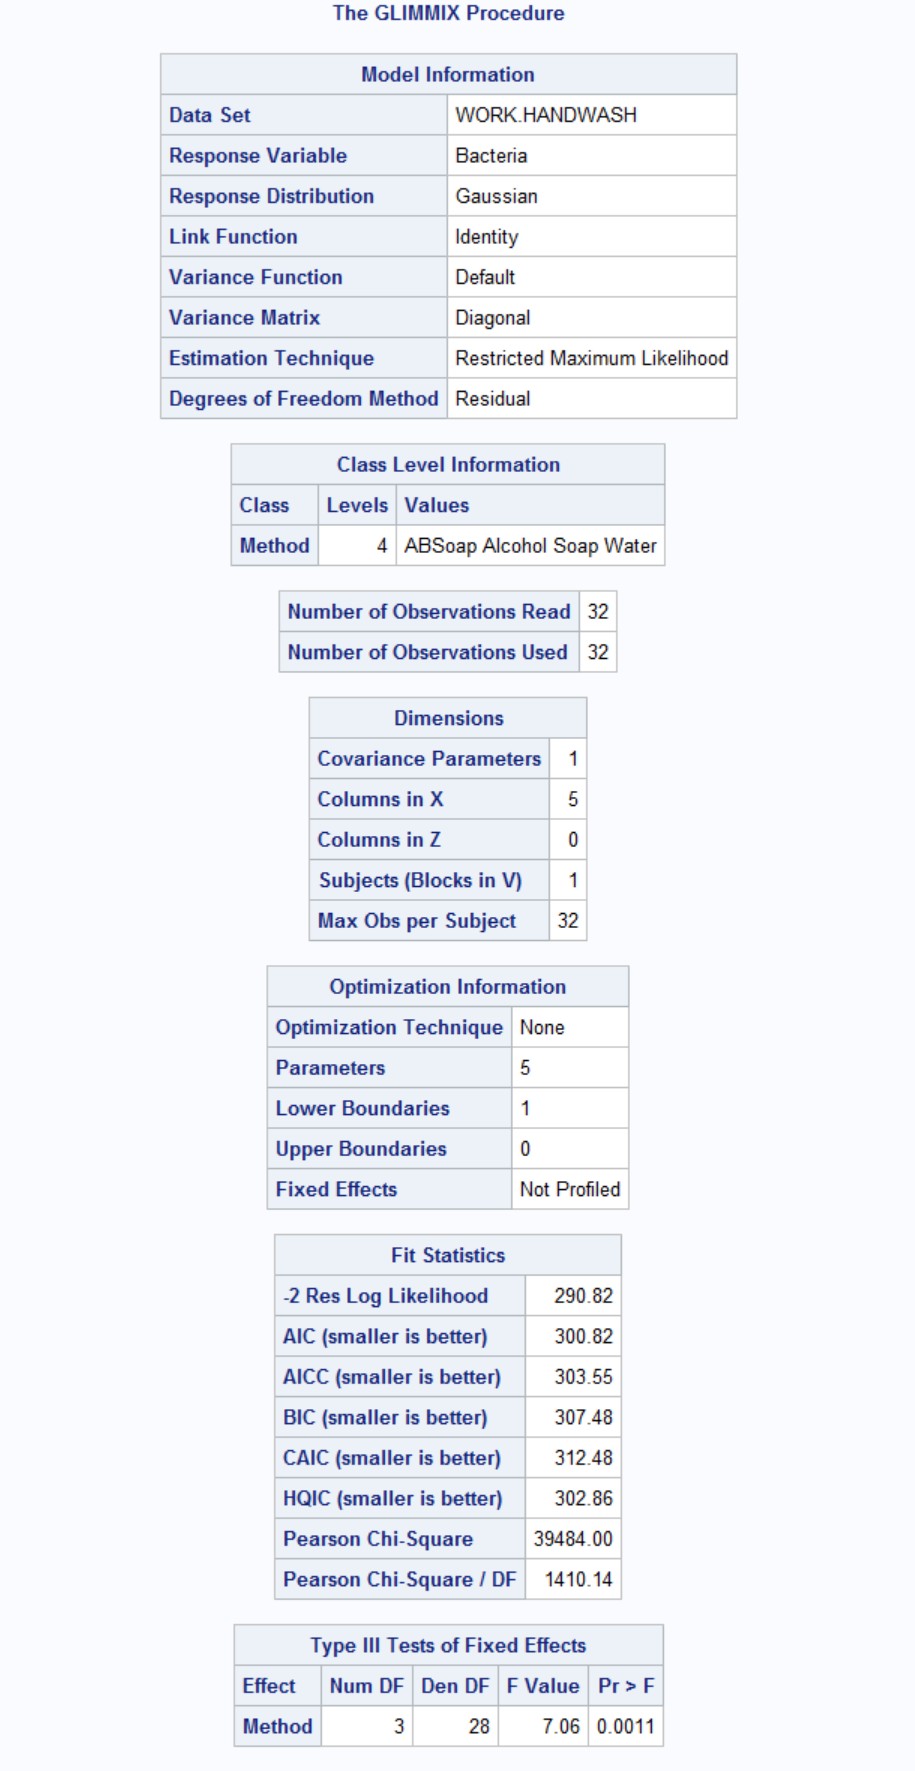 The GLIMMIX Procedure
Model Information
Data Set WORK.HANDWASH
Response Variable Bacteria
Response Distribution Gaussian
Link Function Identity
Variance Function Default
Variance Matrix Diagonal
Estimation Technique Restricted Maximum Likelihood
Degrees of Freedom Method Residual
Class Level Information
Class Levels Values
Method 4 ABSoap Alcohol Soap Water
Number of Observations Read 32
Number of Observations Used 32
Dimensions
Covariance Parameters 1
Columns in X 5
Columns in Z 0
Subjects (Blocks in V) 1
Max Obs per Subject 32
Optimization Information
Optimization Technique None
Parameters 5
Lower Boundaries 1
Upper Boundaries 0
Fixed Effects Not Profiled
Fit Statistics
-2 Res Log Likelihood 290.82
AIC (smaller is better) 300.82
AICC (smaller is better) 303.55
BIC (smaller is better) 307.48
CAIC (smaller is better) 312.48
HQIC (smaller is better) 302.86
Pearson Chi-Square 39484.00
Pearson Chi-Square / DF 1410.14
Type III Tests of Fixed Effects
Effect Num DF Den DF F Value Pr > F
Method 3 28 7.06 0.0011